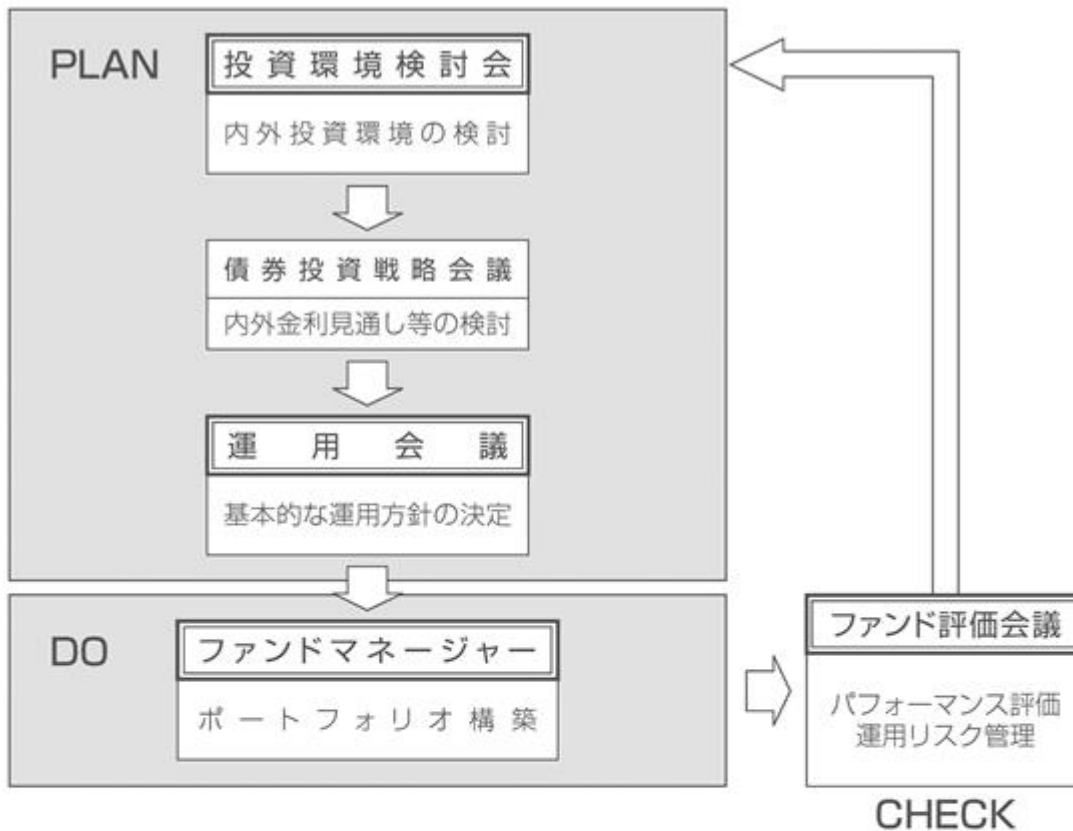 PLAN
投資環境検討会
内外投資環境の検討
債券投資戦略会議
内外金利見通し等の検討
運用会議
基本的な運用方針の決定
DO
ファンドマネージャー
ポートフォリオ構築
ファンド評価会議
パフォーマンス評価
運用リスク管理
CHECK